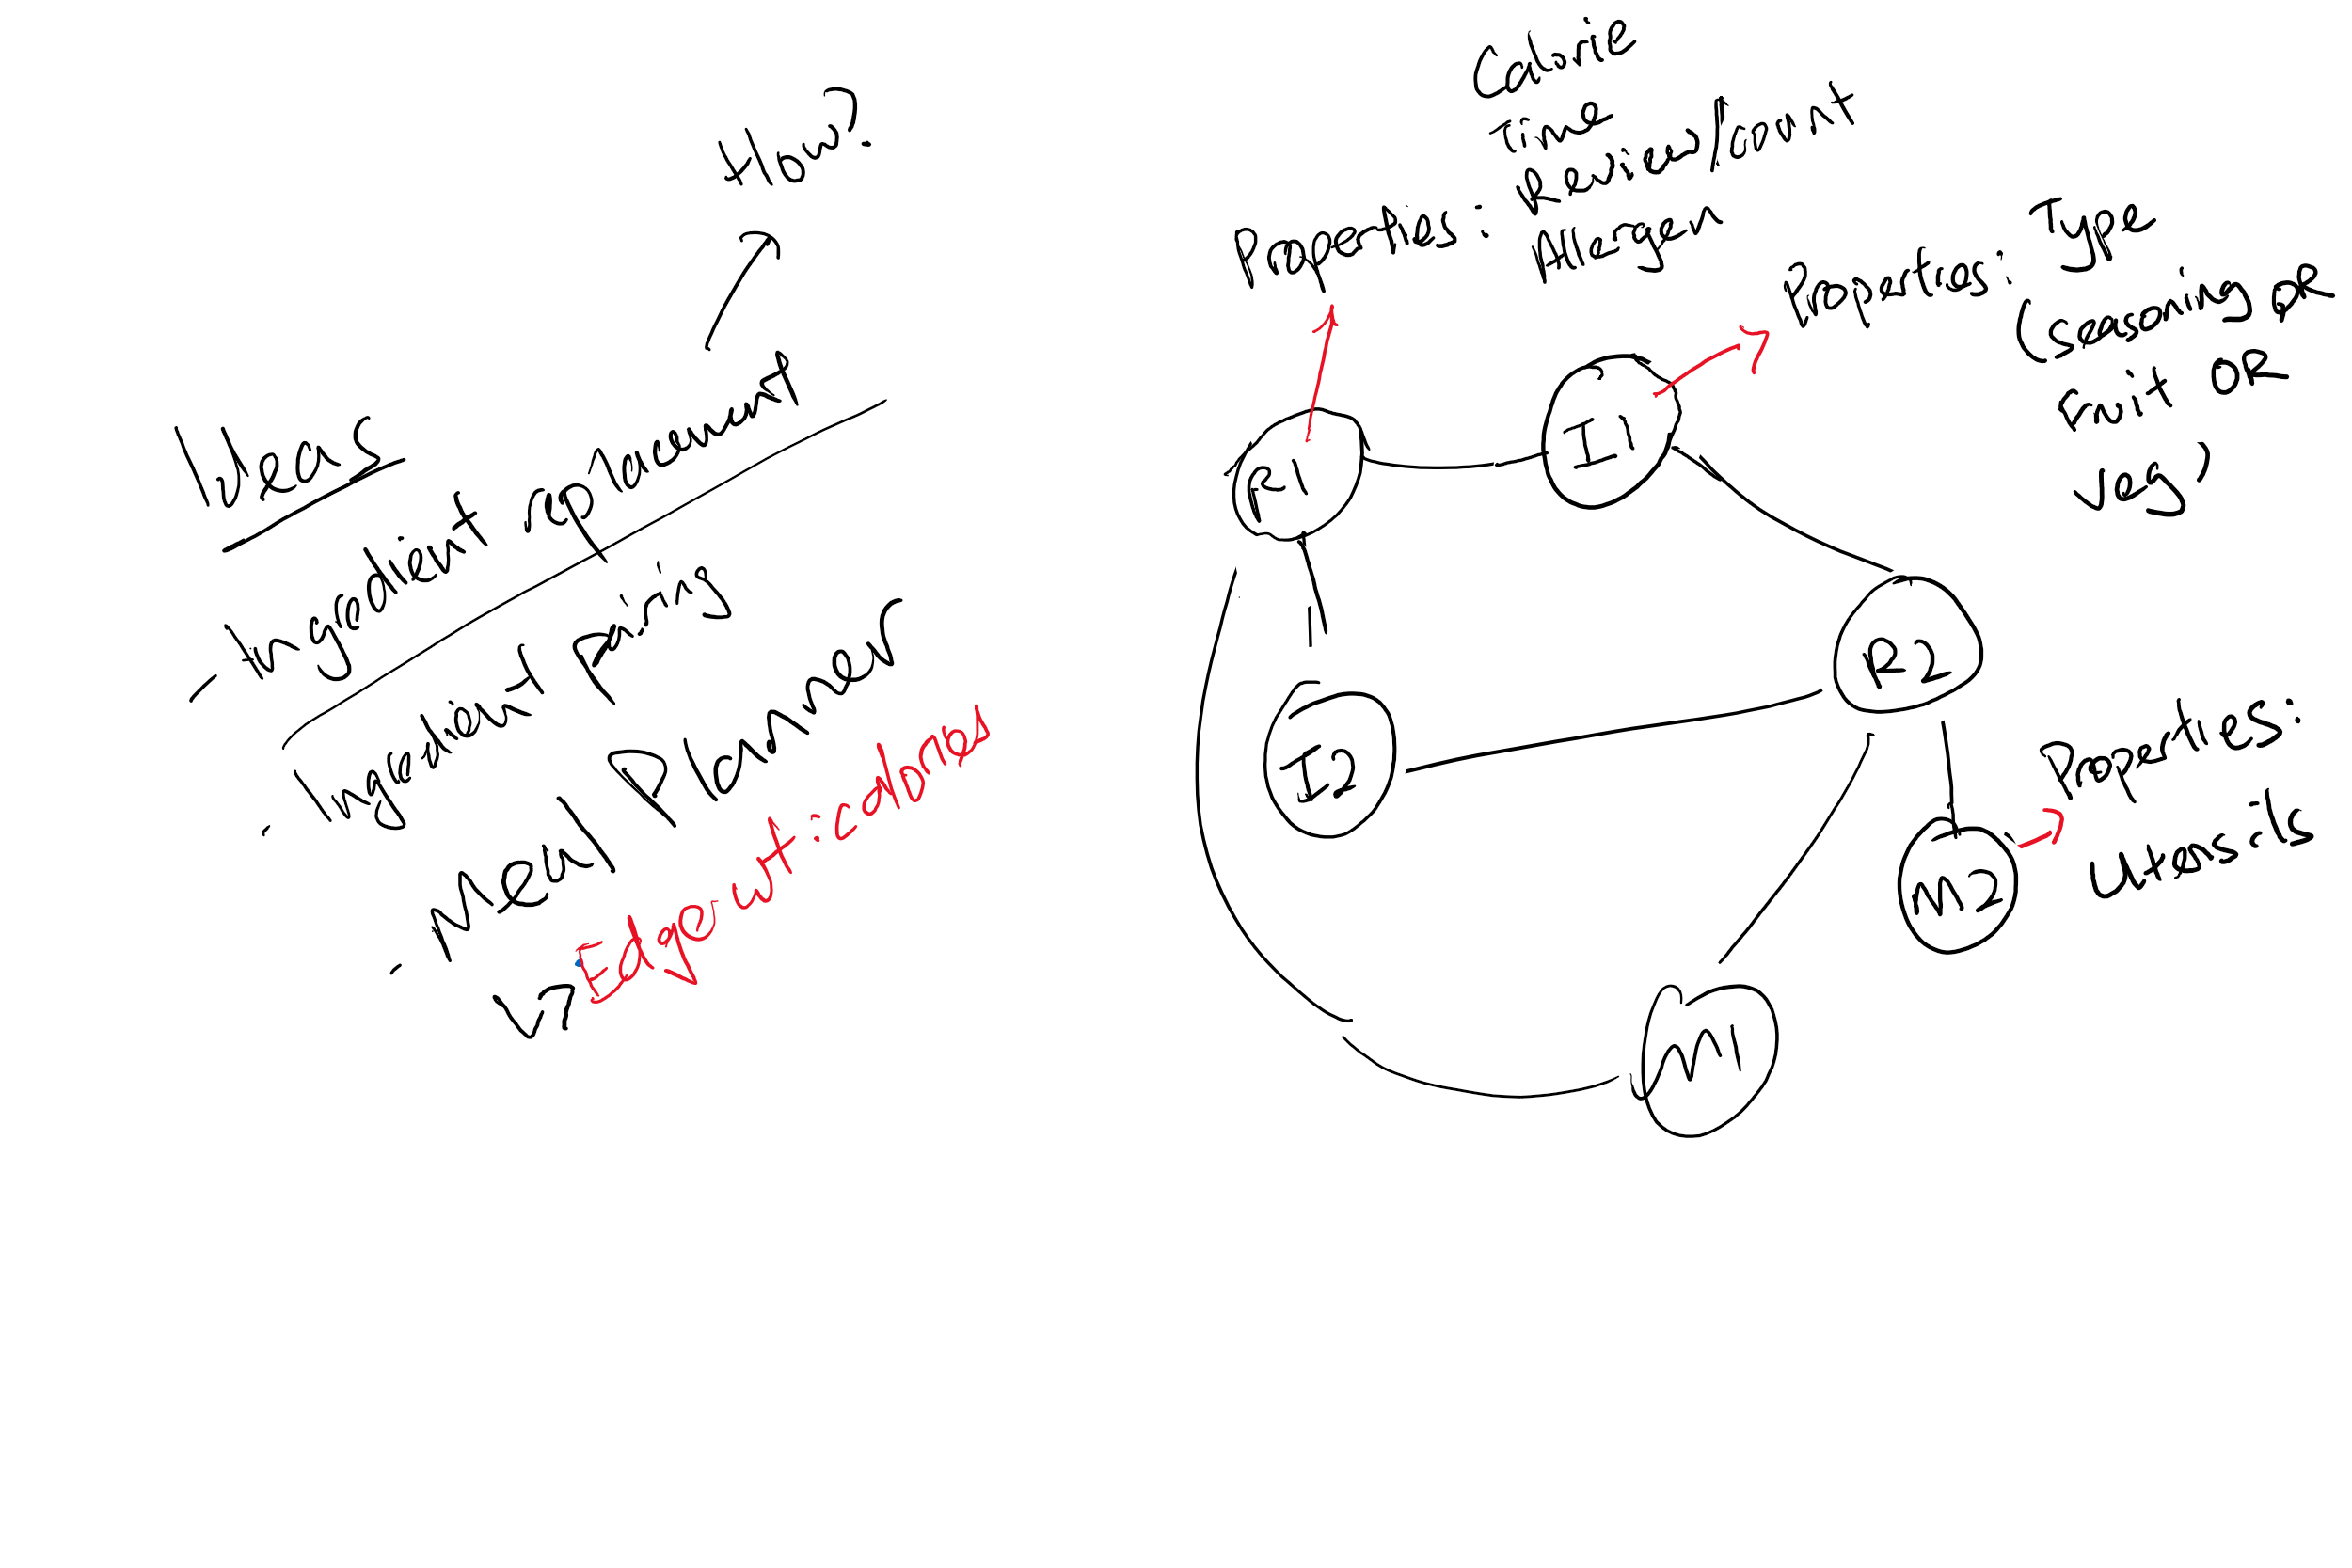 Ideas
- Ingredient replacement
How?
- Ingredient pairing
- Meal Planner
Edge wt: calories
Properties: Calorie
Time
Review/count
Allergen
Properties: Type
(seasoning OR
fruit OR
veg)
R1
I1
R2
I2
Properties:
M2
M1